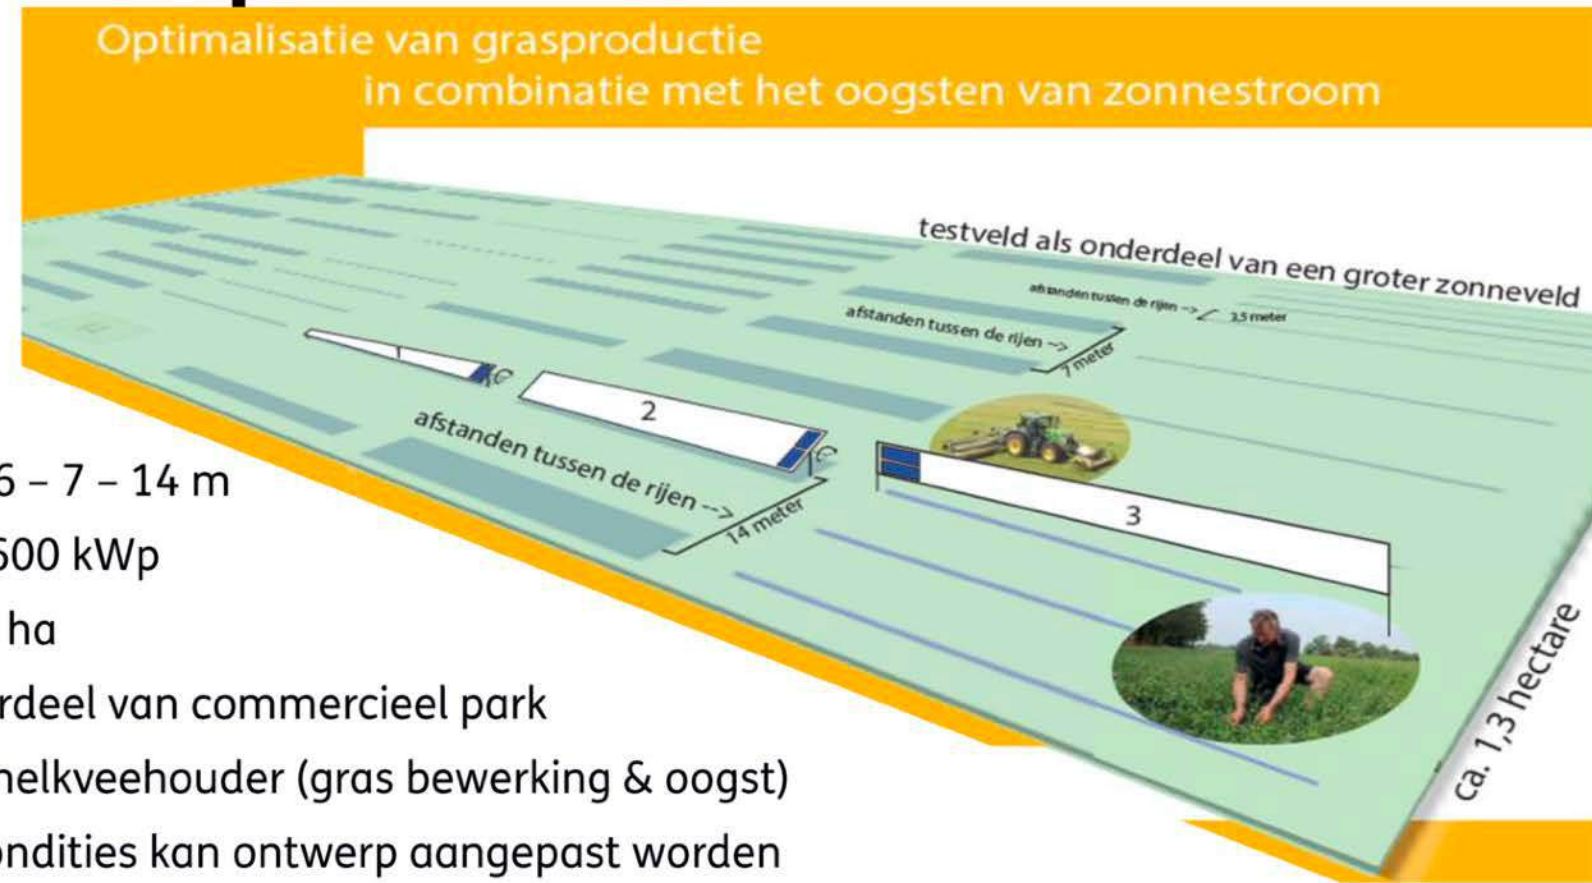 Optimalisatie van grasproductie
in combinatie met het oogsten van zonnestroom
testveld als onderdeel van een groter zonneveld
afstanden tussen de rijen --> 3,5 meter
afstanden tussen de rijen -->
7 meter
2
afstanden tussen de rijen -->
14 meter
3
ca. 1,3 hectare
6 – 7 – 14 m
600 kWp
ha
rdeel van commercieel park
melkveehouder (gras bewerking & oogst)
ondities kan ontwerp aangepast worden